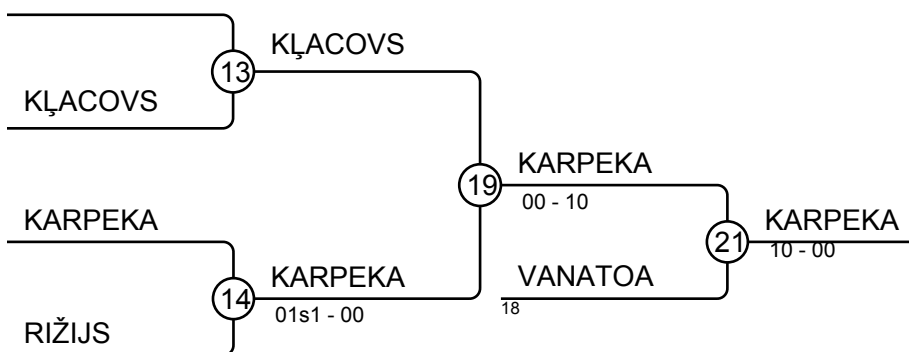 KĻACOVS
13
KĻACOVS
KARPEKA
19
00 - 10
KARPEKA
KARPEKA
21
10 - 00
KARPEKA
14
01s1 - 00
VANATOA
18
RIŽIJS